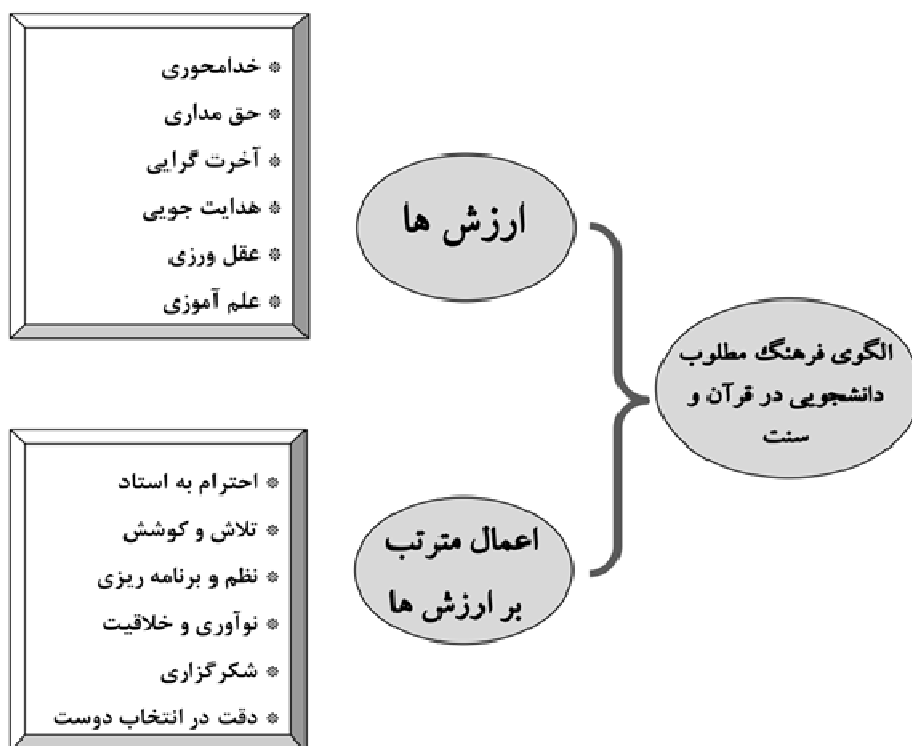 الگوی فرهنگ مطلوب
دانشجویی در قرآن و
سنت
ارزش ها
* خدامحوری
* حق مداری
* آخرت گرایی
* هدایت جویی
* عقل ورزی
* علم آموزی
اعمال مترتب
بر ارزش ها
* احترام به استاد
* تلاش و کوشش
* نظم و برنامه ریزی
* نوآوری و خلاقیت
* شکرگزاری
* دقت در انتخاب دوست